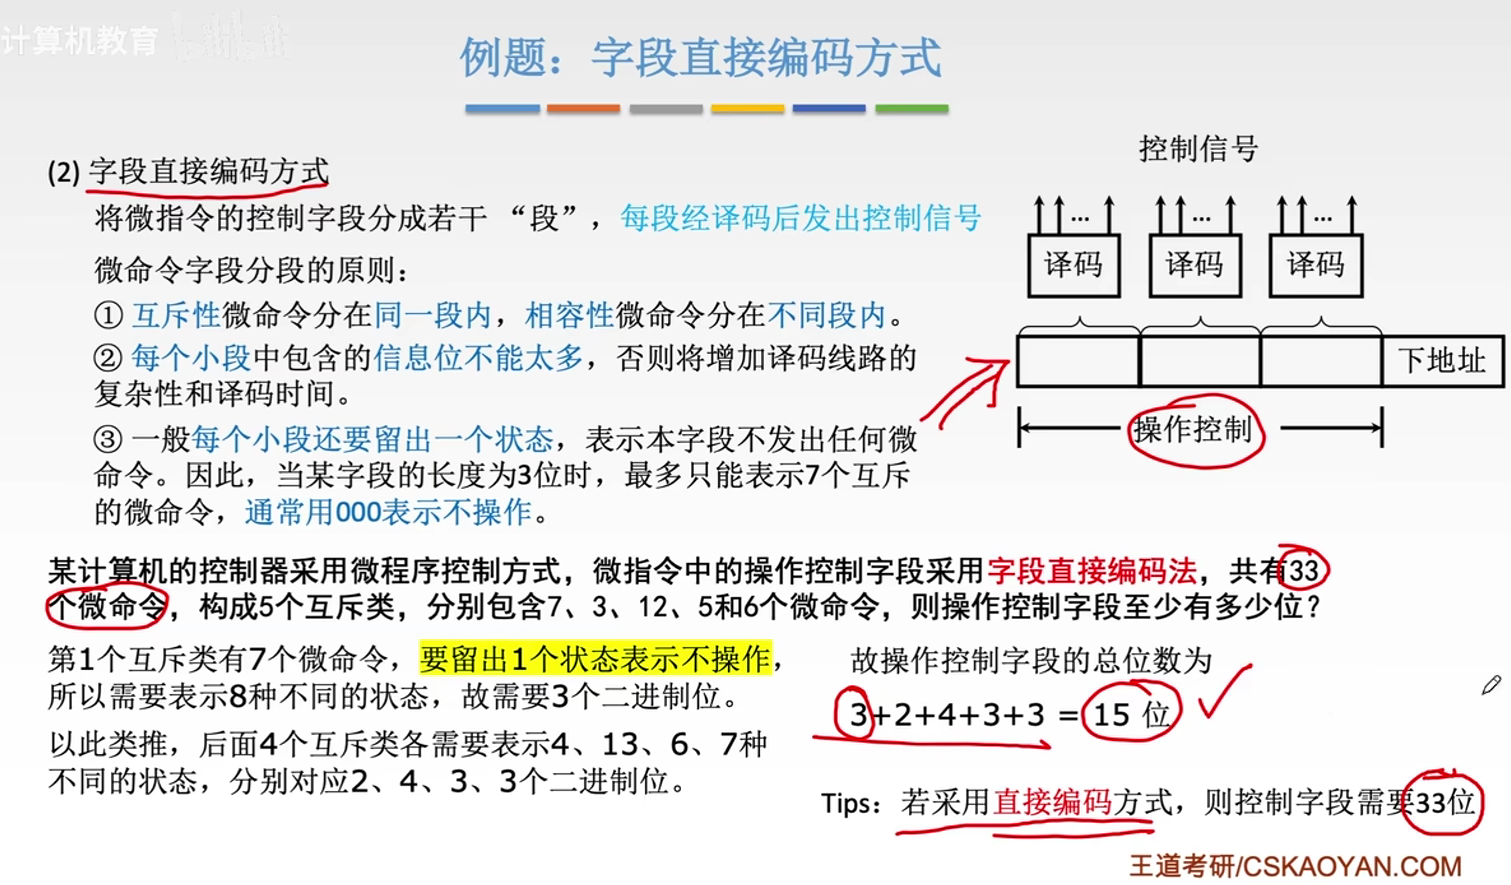 计算机教育
例题：字段直接编码方式
(2) 字段直接编码方式
将微指令的控制字段分成若干 “段”，每段经译码后发出控制信号
微命令字段分段的原则：
① 互斥性微命令分在同一段内，相容性微命令分在不同段内。
② 每个小段中包含的信息位不能太多，否则将增加译码线路的
复杂性和译码时间。
③ 一般每个小段还要留出一个状态，表示本字段不发出任何微
命令。因此，当某字段的长度为3位时，最多只能表示7个互斥
的微命令，通常用000表示不操作。
控制信号
... ... ...
译码 译码 译码
下地址
操作控制
某计算机的控制器采用微程序控制方式，微指令中的操作控制字段采用字段直接编码法，共有33
个微命令，构成5个互斥类，分别包含7、3、12、5和6个微命令，则操作控制字段至少有多少位？
第1个互斥类有7个微命令，要留出1个状态表示不操作，
所以需要表示8种不同的状态，故需要3个二进制位。
以此类推，后面4个互斥类各需要表示4、13、6、7种
不同的状态，分别对应2、4、3、3个二进制位。
故操作控制字段的总位数为
3+2+4+3+3 = 15 位
Tips：若采用直接编码方式，则控制字段需要33位
王道考研/CSKAOYAN.COM